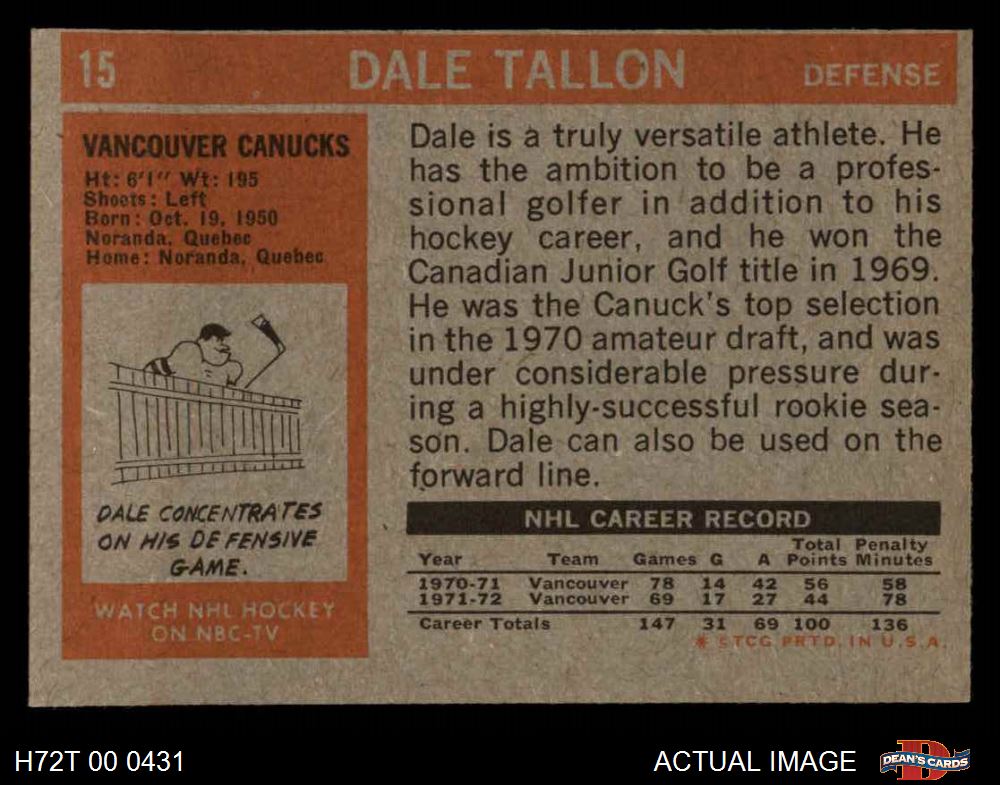 15 DALE TALLON DEFENSE
VANCOUVER CANUCKS
Ht: 6'1" Wt: 195
Shoots: Left
Born: Oct. 19, 1950
Noranda, Quebec
Home: Noranda, Quebec
DALE CONCENTRATES
ON HIS DEFENSIVE
GAME.
WATCH NHL HOCKEY
ON NBC-TV
Dale is a truly versatile athlete. He
has the ambition to be a profes-
sional golfer in addition to his
hockey career, and he won the
Canadian Junior Golf title in 1969.
He was the Canuck's top selection
in the 1970 amateur draft, and was
under considerable pressure dur-
ing a highly-successful rookie sea-
son. Dale can also be used on the
forward line.
NHL CAREER RECORD
Year Team Games G A Total Points Penalty Minutes
1970-71 Vancouver 78 14 42 56 58
1971-72 Vancouver 69 17 27 44 78
Career Totals 147 31 69 100 136
* ©TCG PRTD. IN U.S.A.
H72T 00 0431 ACTUAL IMAGE
D
DEAN'S CARDS